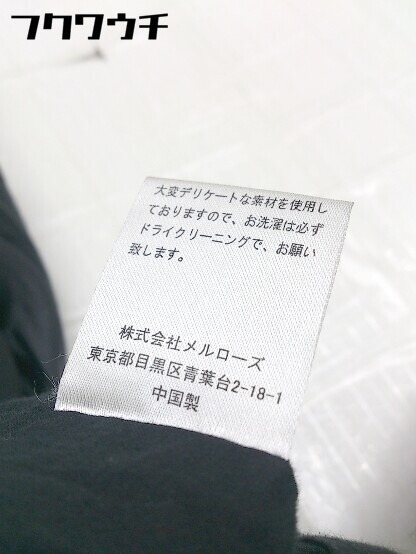 フクワウチ
大変デリケートな素材を使用し
ておりますので、お洗濯は必ず
ドライクリーニングで、お願い
致します。
株式会社メルローズ
東京都目黒区青葉台2-18-1
中国製